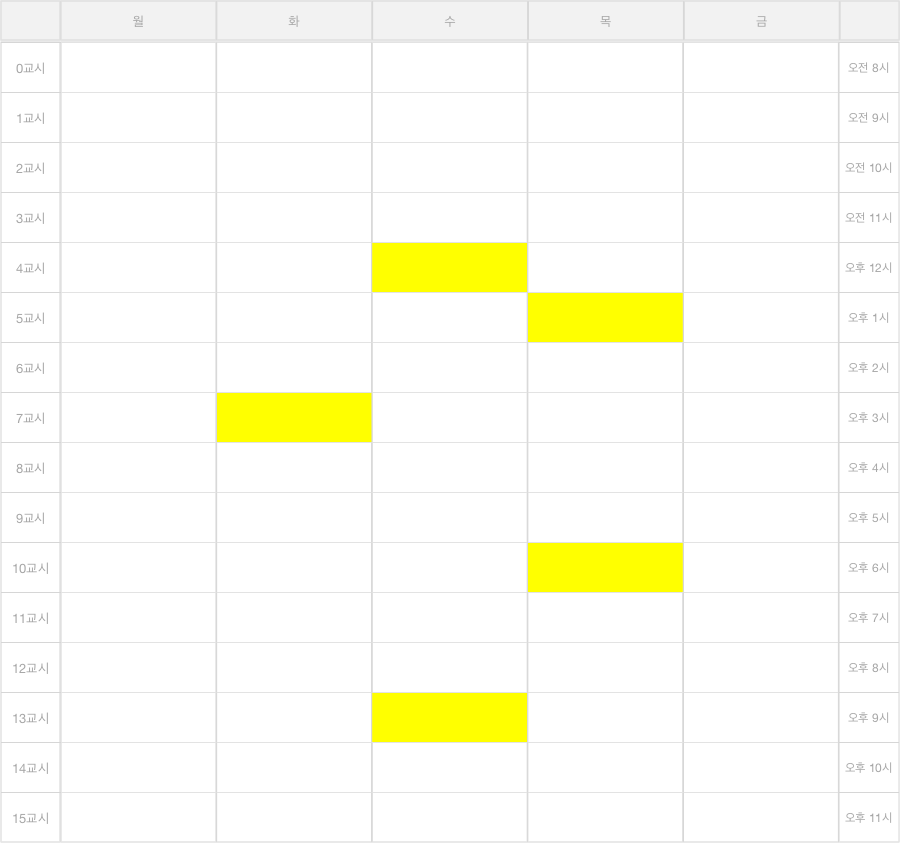 월 화 수 목 금
0교시 오전 8시
1교시 오전 9시
2교시 오전 10시
3교시 오전 11시
4교시 오후 12시
5교시 오후 1시
6교시 오후 2시
7교시 오후 3시
8교시 오후 4시
9교시 오후 5시
10교시 오후 6시
11교시 오후 7시
12교시 오후 8시
13교시 오후 9시
14교시 오후 10시
15교시 오후 11시